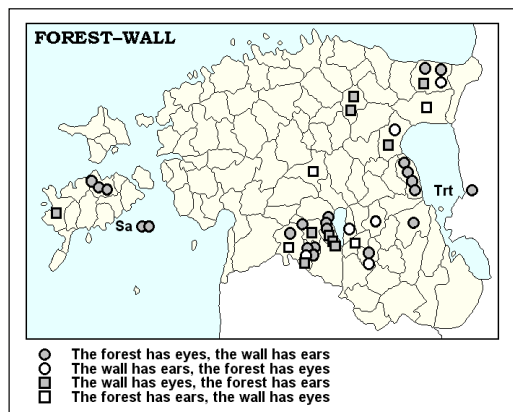 FOREST–WALL
Trt
Sa
The forest has eyes, the wall has ears
The wall has ears, the forest has eyes
The wall has eyes, the forest has ears
The forest has ears, the wall has eyes